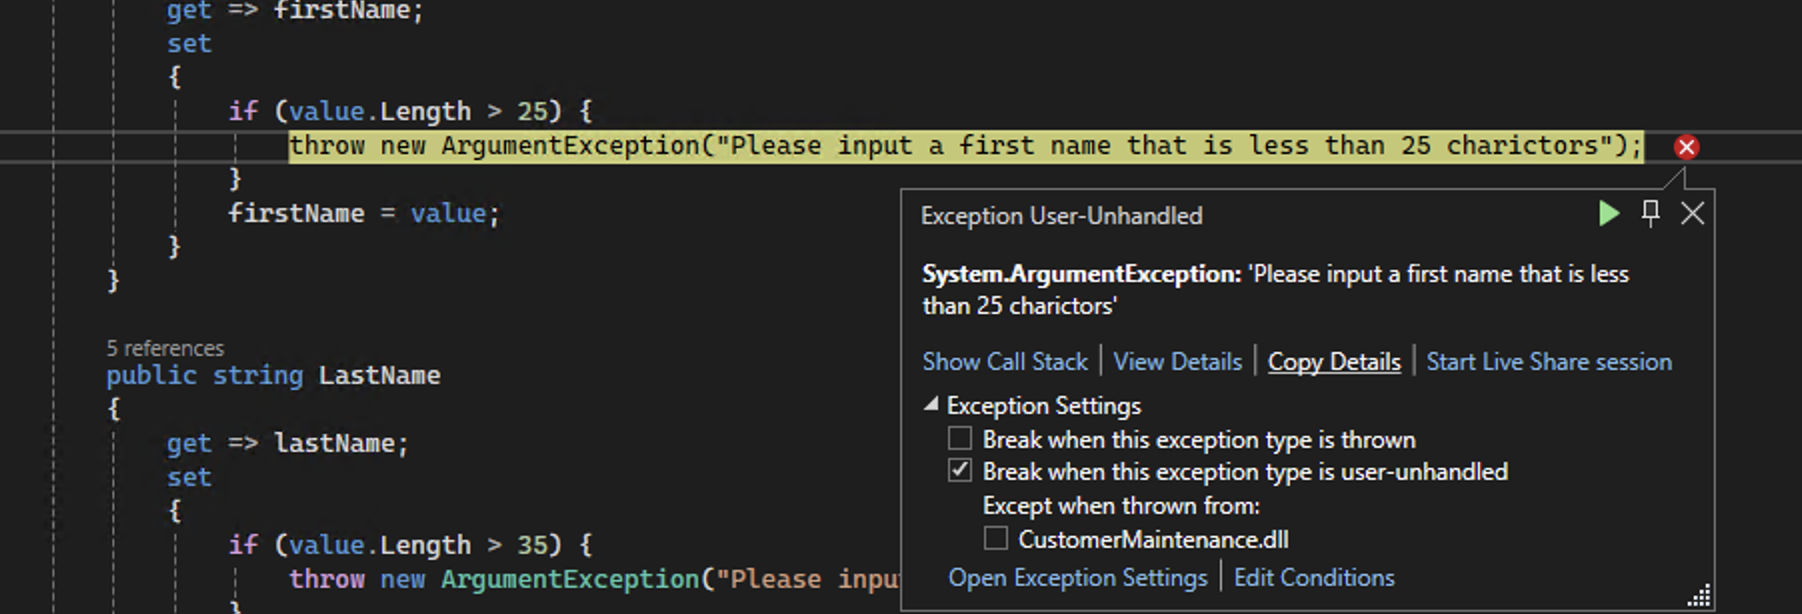 get => firstName;
set
{
if (value.Length > 25) {
throw new ArgumentException("Please input a first name that is less than 25 charictors");
}
firstName = value;
}
}
5 references
public string LastName
{
get => lastName;
set
{
if (value.Length > 35) {
throw new ArgumentException("Please inpu
}
Exception User-Unhandled
System.ArgumentException: 'Please input a first name that is less
than 25 charictors'
Show Call Stack | View Details | Copy Details | Start Live Share session
Exception Settings
Break when this exception type is thrown
Break when this exception type is user-unhandled
Except when thrown from:
CustomerMaintenance.dll
Open Exception Settings | Edit Conditions